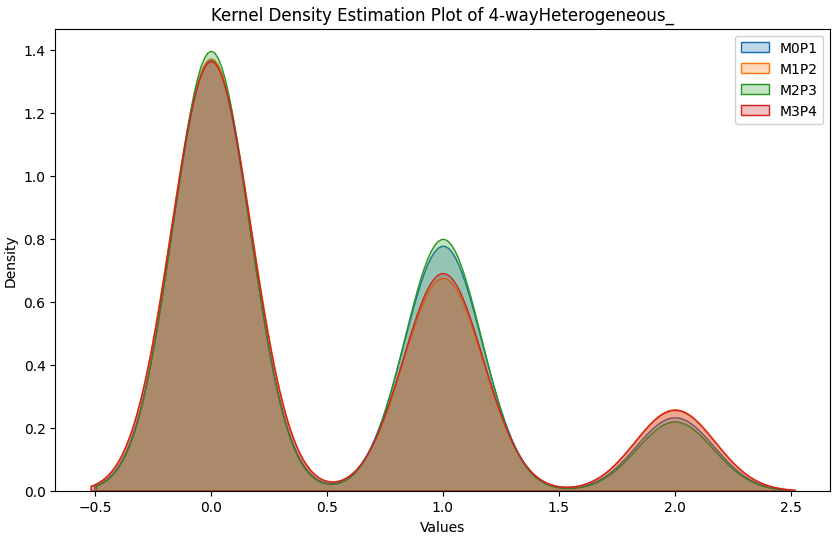 Kernel Density Estimation Plot of 4-wayHeterogeneous_
M0P1
M1P2
M2P3
M3P4
Density
1.4
1.2
1.0
0.8
0.6
0.4
0.2
0.0
−0.5 0.0 0.5 1.0 1.5 2.0 2.5
Values